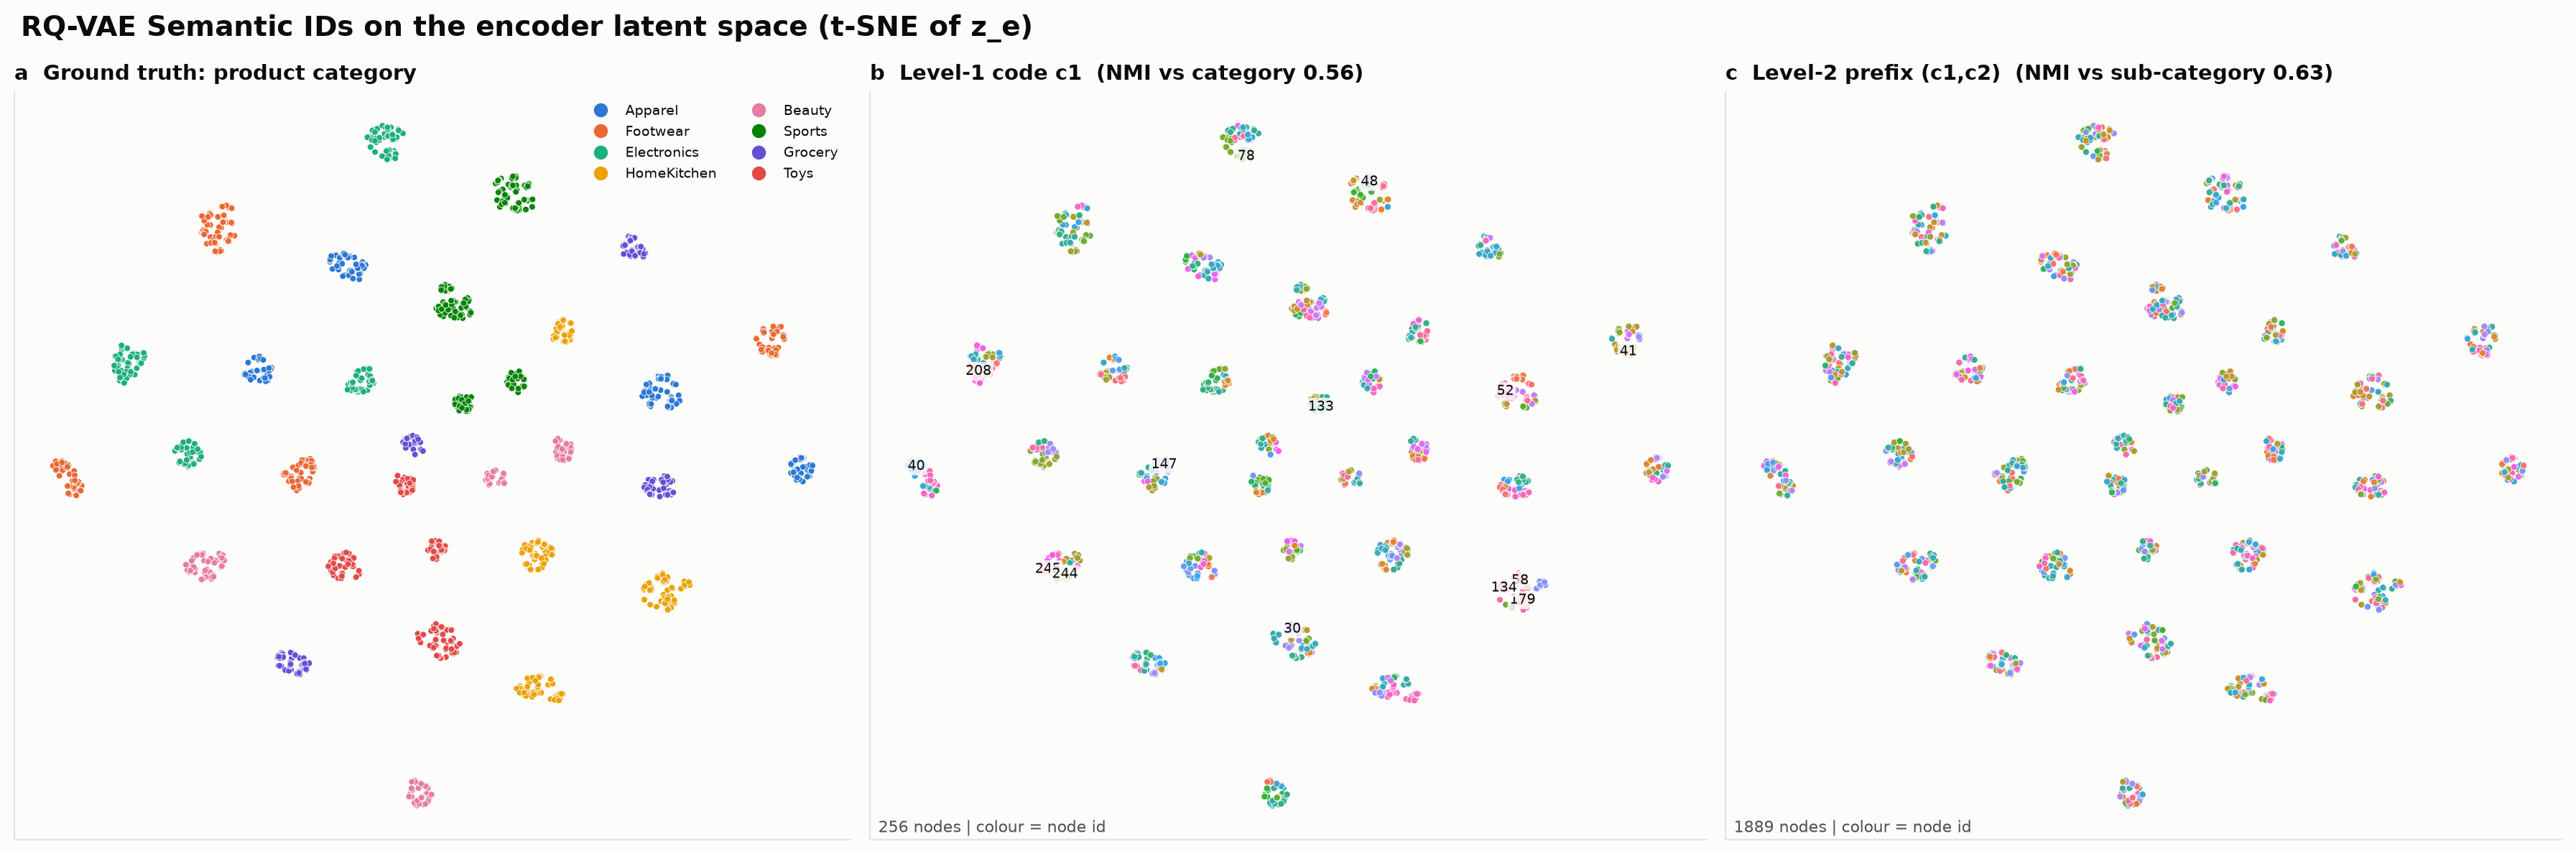 RQ-VAE Semantic IDs on the encoder latent space (t-SNE of z_e)
a Ground truth: product category
Apparel
Footwear
Electronics
HomeKitchen
Beauty
Sports
Grocery
Toys
b Level-1 code c1 (NMI vs category 0.56)
78
48
41
208
52
133
147
40
244
58
134
179
30
256 nodes | colour = node id
c Level-2 prefix (c1,c2) (NMI vs sub-category 0.63)
1889 nodes | colour = node id